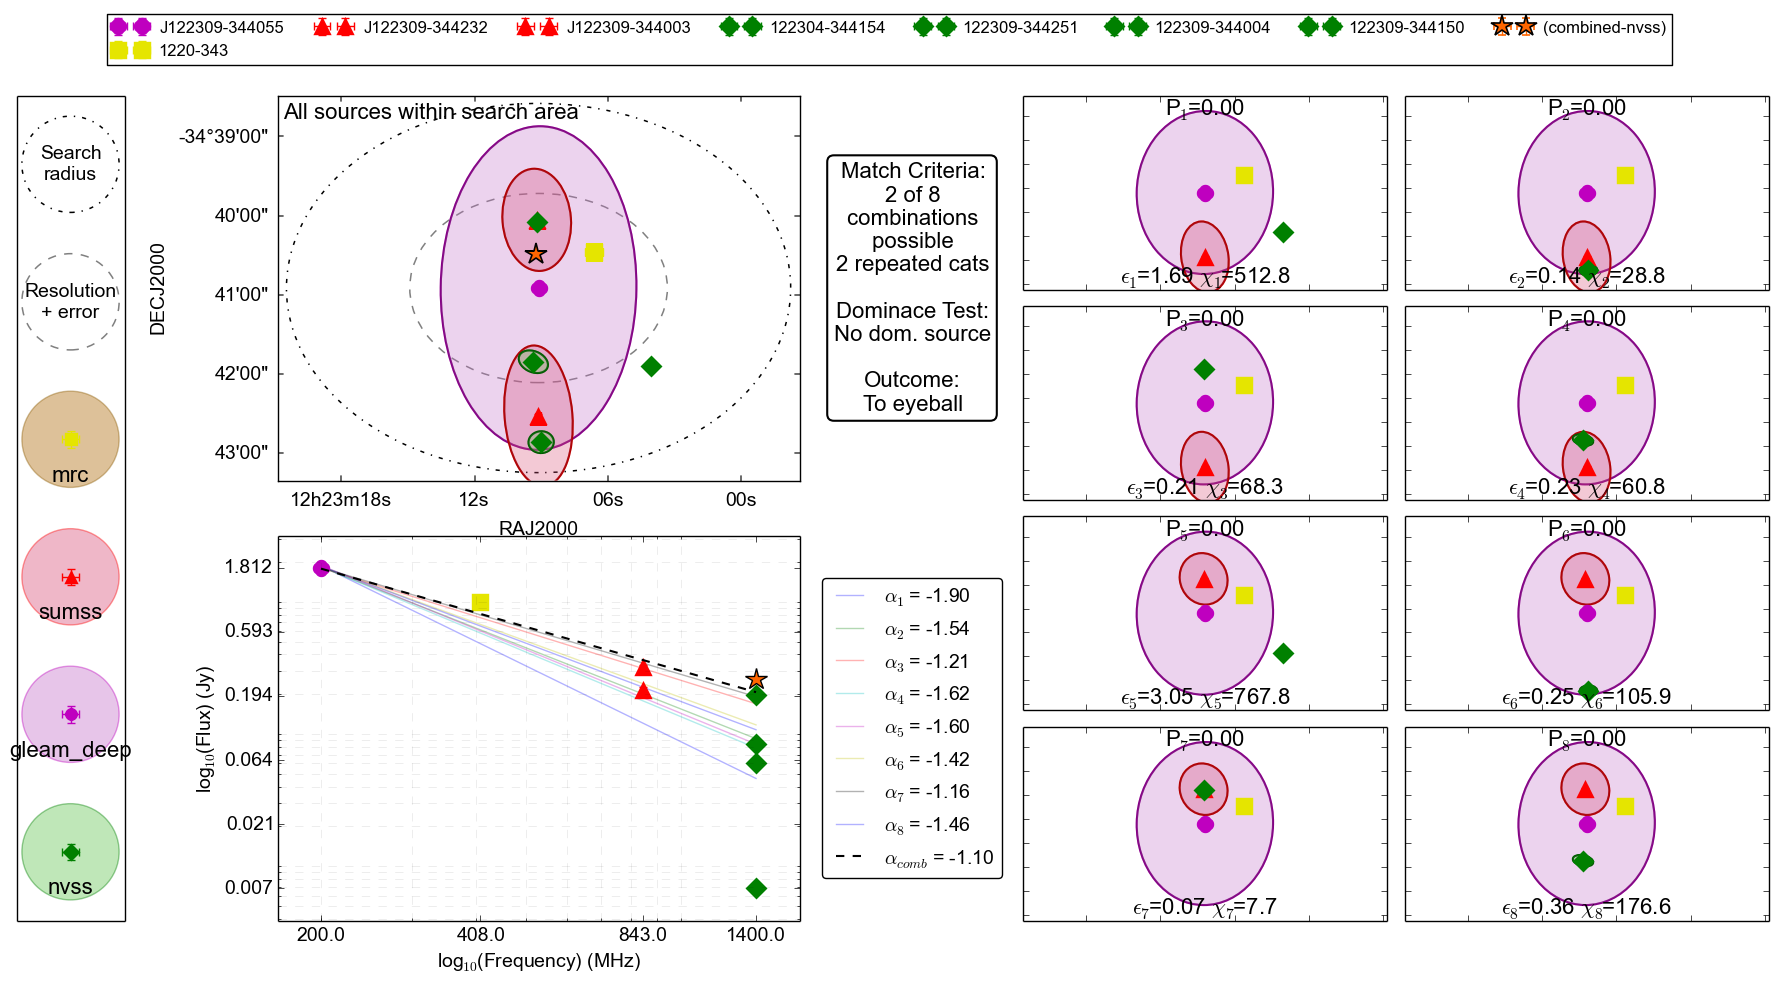 J122309-344055
J122309-344232
J122309-344003
122304-344154
122309-344251
122309-344004
122309-344150
(combined-nvss)
1220-343
Search
radius
Resolution
+ error
mrc
sumss
gleam_deep
nvss
All sources within search area
DECJ2000
-34°39'00"
40'00"
41'00"
42'00"
43'00"
12h23m18s
12s
06s
00s
RAJ2000
Match Criteria:
2 of 8
combinations
possible
2 repeated cats
Dominace Test:
No dom. source
Outcome:
To eyeball
log₁₀(Flux) (Jy)
1.812
0.593
0.194
0.064
0.021
0.007
200.0
408.0
843.0
1400.0
log₁₀(Frequency) (MHz)
α₁ = -1.90
α₂ = -1.54
α₃ = -1.21
α₄ = -1.62
α₅ = -1.60
α₆ = -1.42
α₇ = -1.16
α₈ = -1.46
α_comb = -1.10
P₁=0.00
ϵ₁=1.69 χ₁=512.8
P₂=0.00
ϵ₂=0.14 χ₂=28.8
P₃=0.00
ϵ₃=0.21 χ₃=68.3
P₄=0.00
ϵ₄=0.23 χ₄=60.8
P₅=0.00
ϵ₅=3.05 χ₅=767.8
P₆=0.00
ϵ₆=0.25 χ₆=105.9
P₇=0.00
ϵ₇=0.07 χ₇=7.7
P₈=0.00
ϵ₈=0.36 χ₈=176.6